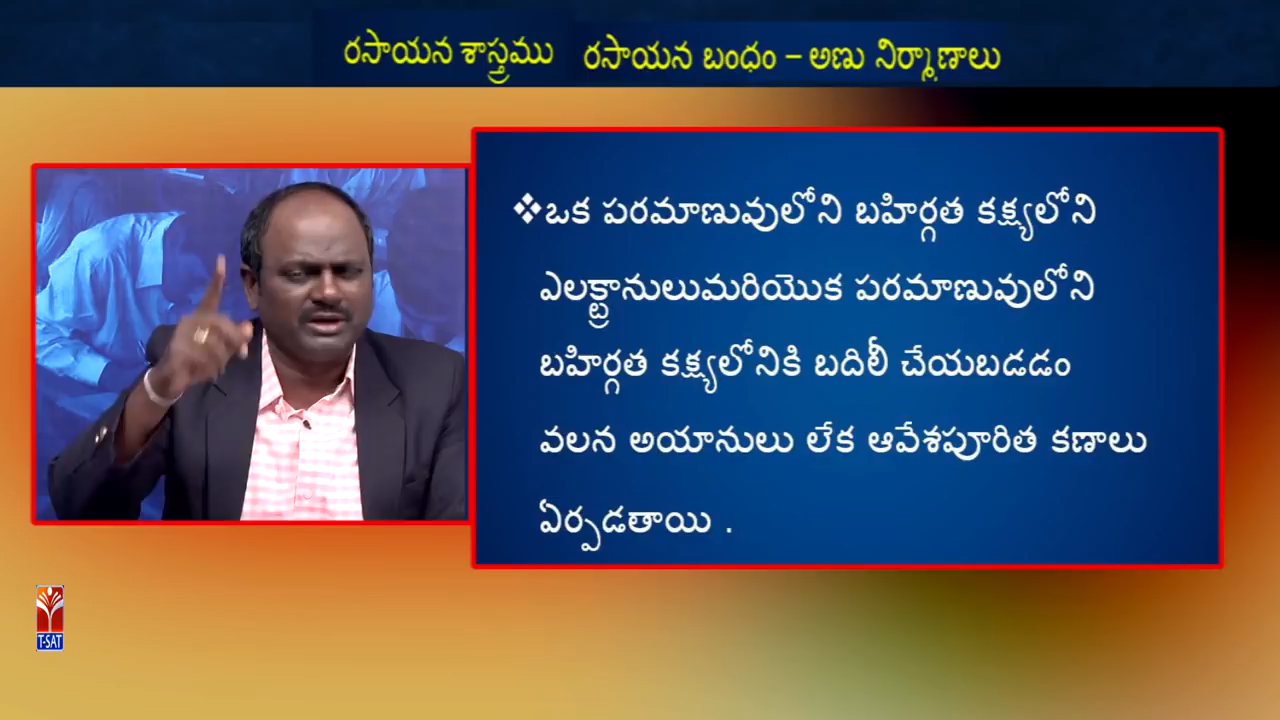 రసాయన శాస్త్రము రసాయన బంధం – అణు నిర్మాణాలు
❖ఒక పరమాణువులోని బహిర్గత కక్ష్యలోని
ఎలక్ట్రానులుమరియొక పరమాణువులోని
బహిర్గత కక్ష్యలోనికి బదిలీ చేయబడడం
వలన అయానులు లేక ఆవేశపూరిత కణాలు
ఏర్పడతాయి .
T-SAT